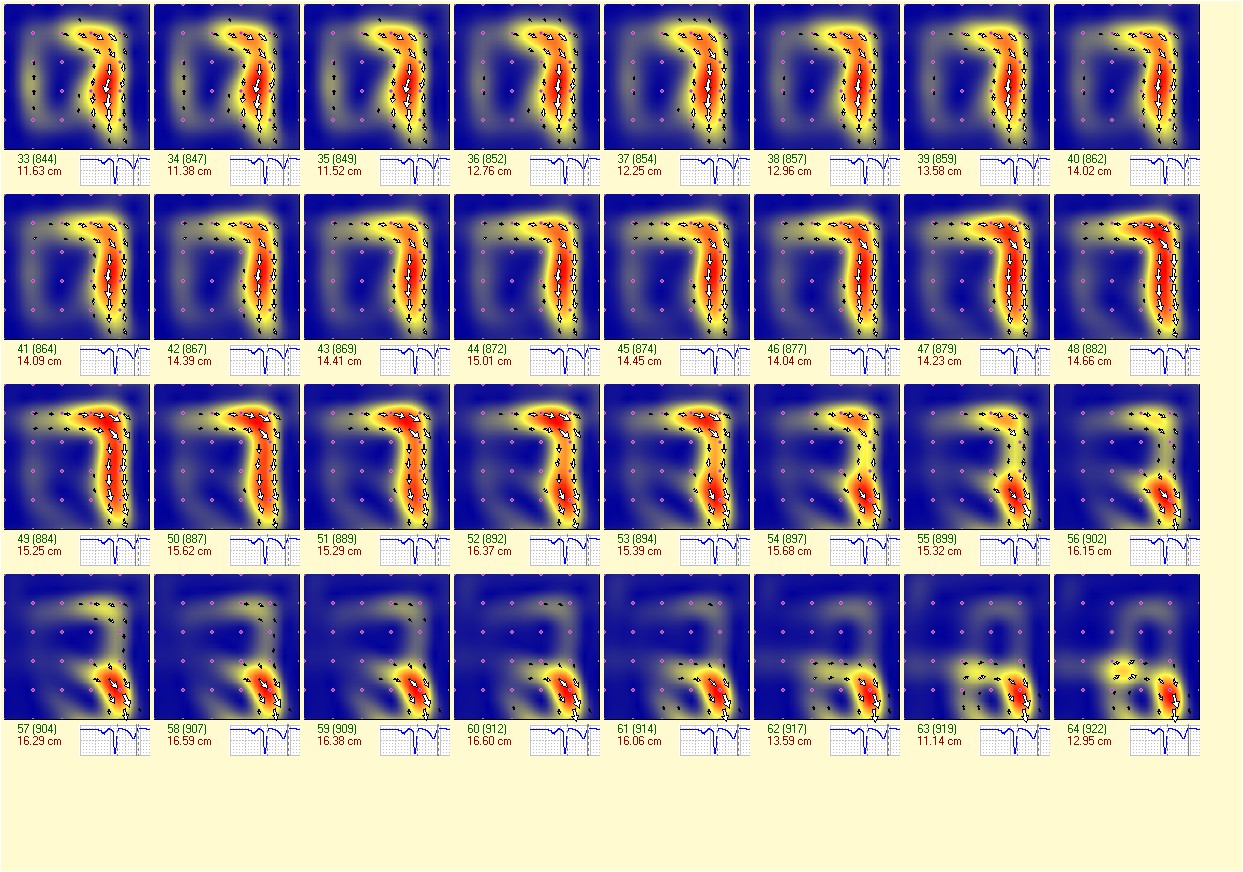 33 (844) 34 (847) 35 (849) 36 (852) 37 (854) 38 (857) 39 (859) 40 (862)
11.63 cm 11.38 cm 11.52 cm 12.76 cm 12.25 cm 12.96 cm 13.58 cm 14.02 cm
41 (864) 42 (867) 43 (869) 44 (872) 45 (874) 46 (877) 47 (879) 48 (882)
14.09 cm 14.39 cm 14.41 cm 15.01 cm 14.45 cm 14.04 cm 14.23 cm 14.66 cm
49 (884) 50 (887) 51 (889) 52 (892) 53 (894) 54 (897) 55 (899) 56 (902)
15.25 cm 15.62 cm 15.29 cm 16.37 cm 15.39 cm 15.68 cm 15.32 cm 16.15 cm
57 (904) 58 (907) 59 (909) 60 (912) 61 (914) 62 (917) 63 (919) 64 (922)
16.29 cm 16.59 cm 16.38 cm 16.60 cm 16.06 cm 13.59 cm 11.14 cm 12.95 cm